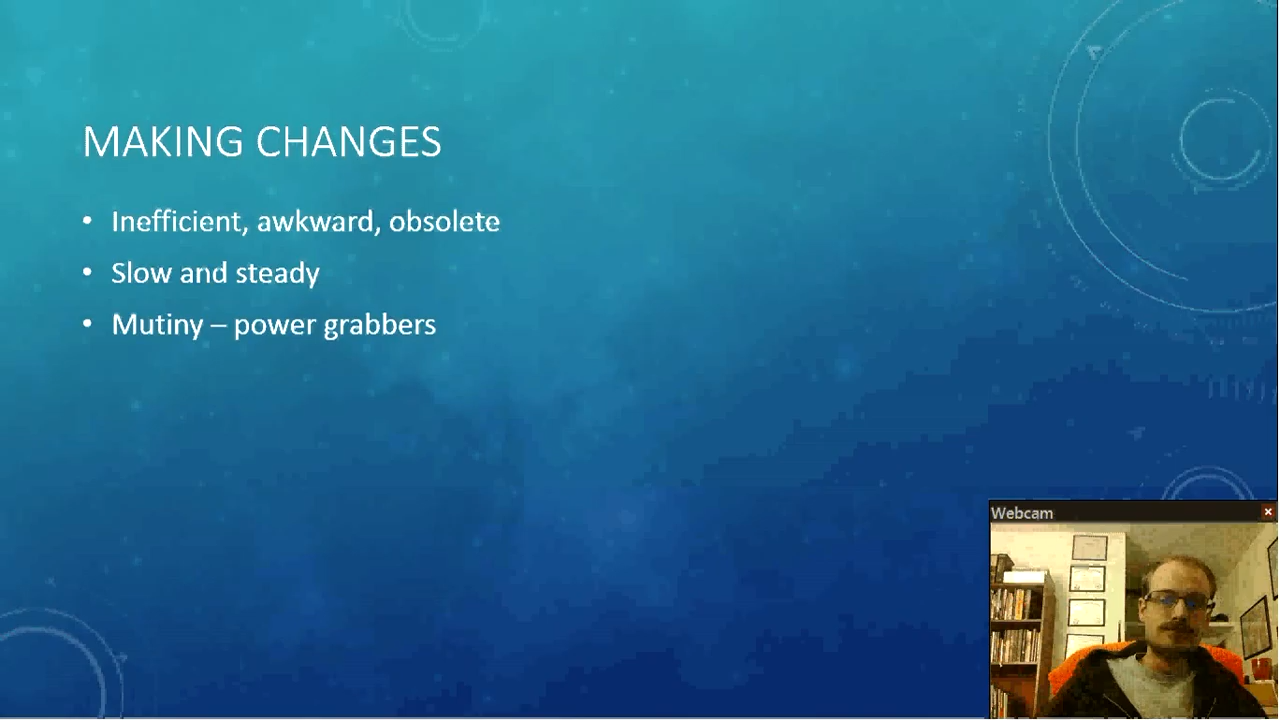 MAKING CHANGES
• Inefficient, awkward, obsolete
• Slow and steady
• Mutiny – power grabbers
Webcam